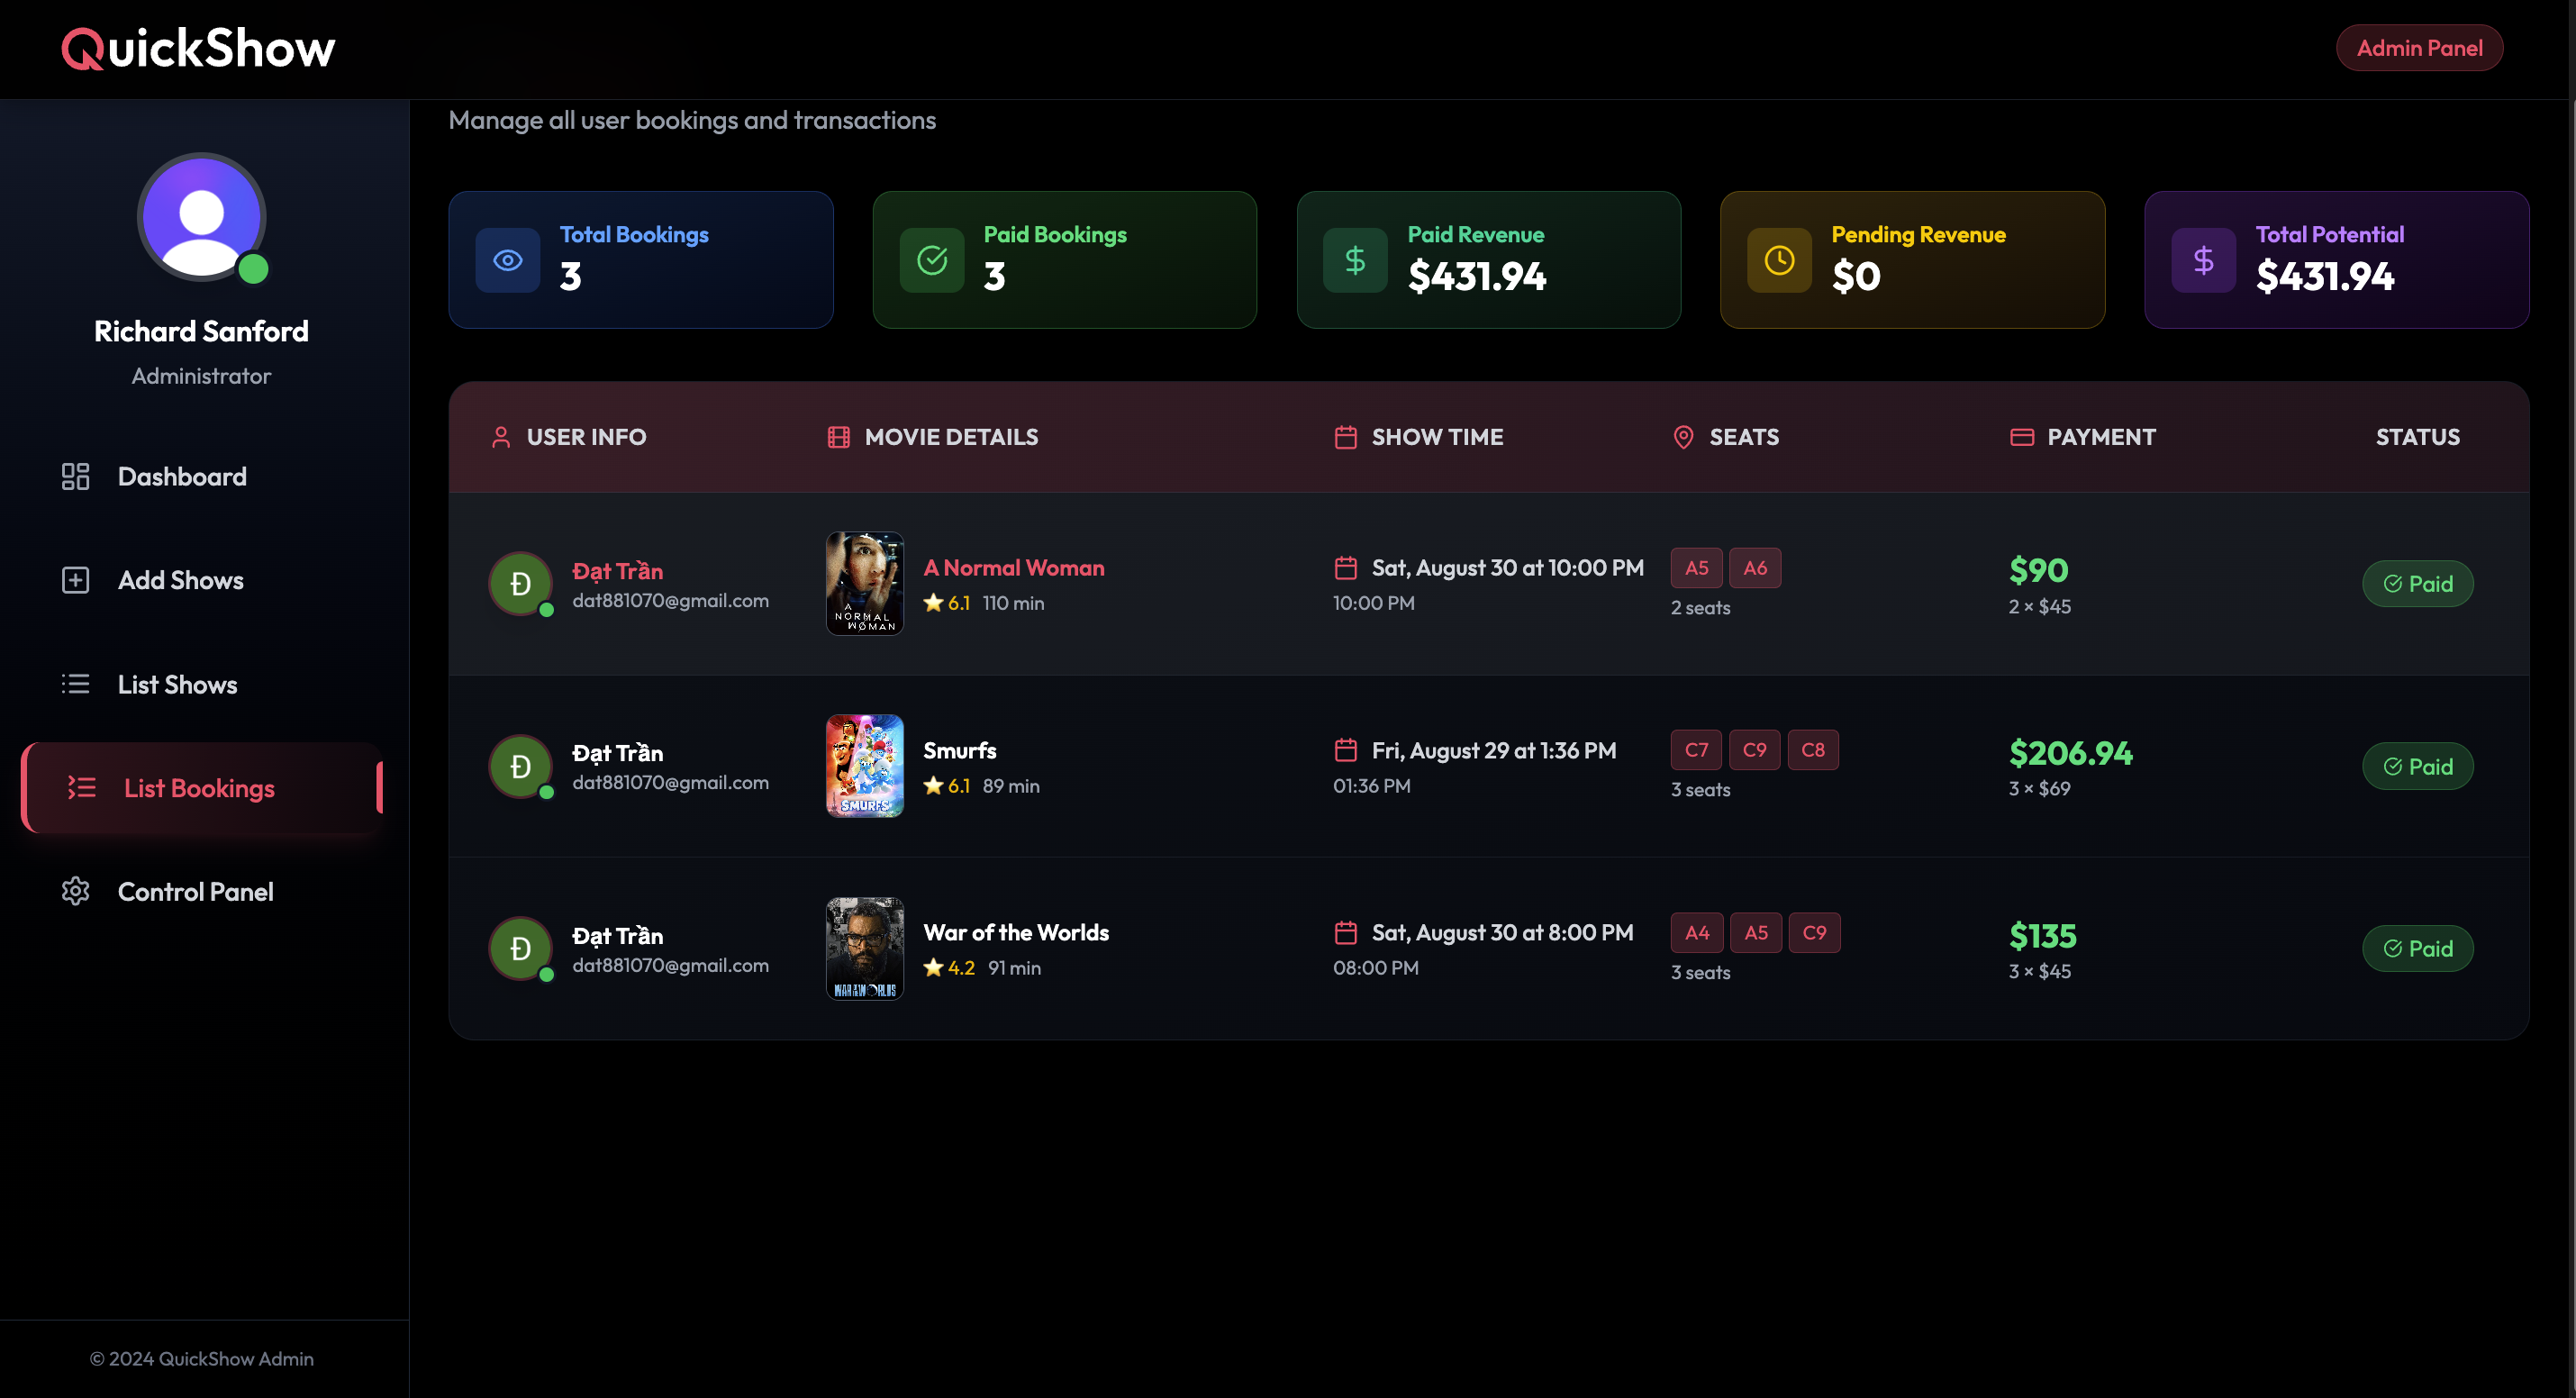 QuickShow
Admin Panel
Richard Sanford
Administrator
Dashboard
Add Shows
List Shows
List Bookings
Control Panel
© 2024 QuickShow Admin
Manage all user bookings and transactions
Total Bookings
3
Paid Bookings
3
Paid Revenue
$431.94
Pending Revenue
$0
Total Potential
$431.94
USER INFO MOVIE DETAILS SHOW TIME SEATS PAYMENT STATUS
Đ
Đạt Trần
dat881070@gmail.com
A
NORMAL
WOMAN
A Normal Woman
6.1 110 min
Sat, August 30 at 10:00 PM
10:00 PM
A5 A6
2 seats
$90
2 × $45
Paid
Đ
Đạt Trần
dat881070@gmail.com
SMURFS
Smurfs
6.1 89 min
Fri, August 29 at 1:36 PM
01:36 PM
C7 C9 C8
3 seats
$206.94
3 × $69
Paid
Đ
Đạt Trần
dat881070@gmail.com
WAR OF THE WORLDS
War of the Worlds
4.2 91 min
Sat, August 30 at 8:00 PM
08:00 PM
A4 A5 C9
3 seats
$135
3 × $45
Paid